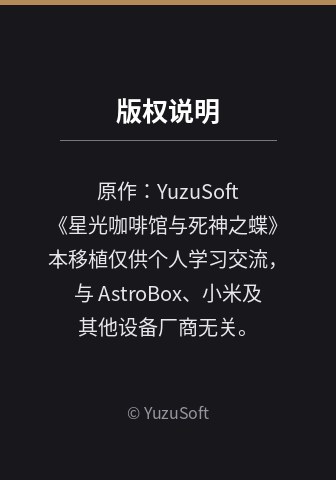 版权说明
原作：YuzuSoft
《星光咖啡馆与死神之蝶》
本移植仅供个人学习交流，
与 AstroBox、小米及
其他设备厂商无关。
© YuzuSoft